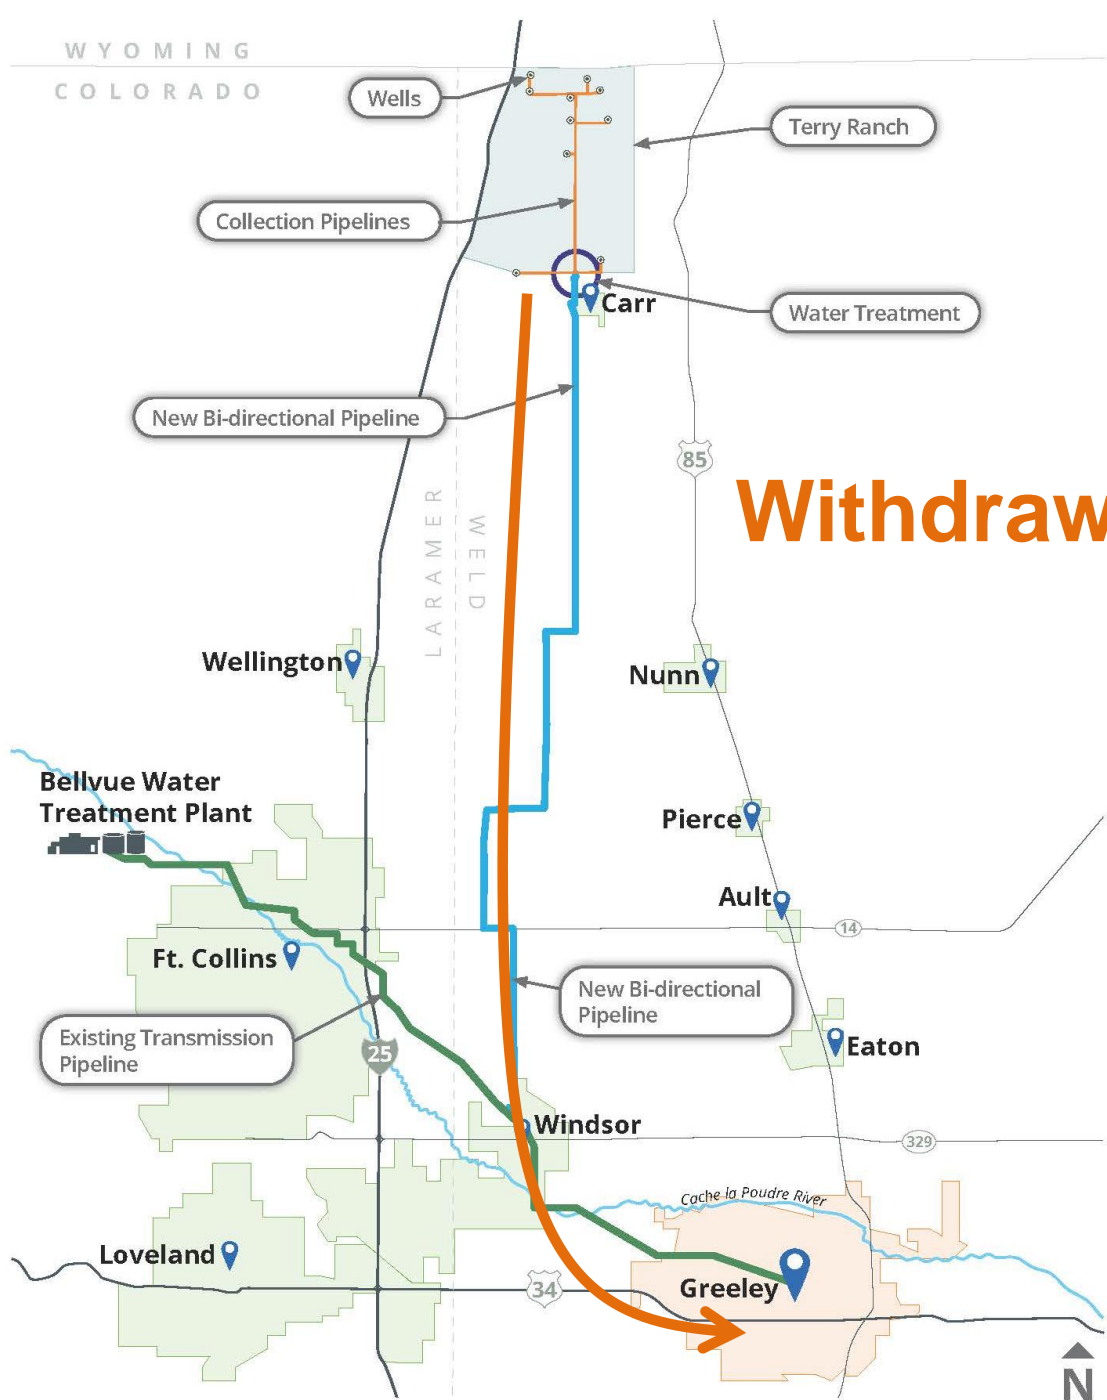 WYOMING
COLORADO
Wells
Terry Ranch
Collection Pipelines
Carr
Water Treatment
New Bi-directional Pipeline
85
Withdraw
LARAMER
WELD
Wellington
Nunn
Bellvue Water
Treatment Plant
Pierce
Ault
14
Ft. Collins
New Bi-directional
Pipeline
Existing Transmission
Pipeline
25
Eaton
Windsor
329
Cache la Poudre River
Loveland
34
Greeley
N